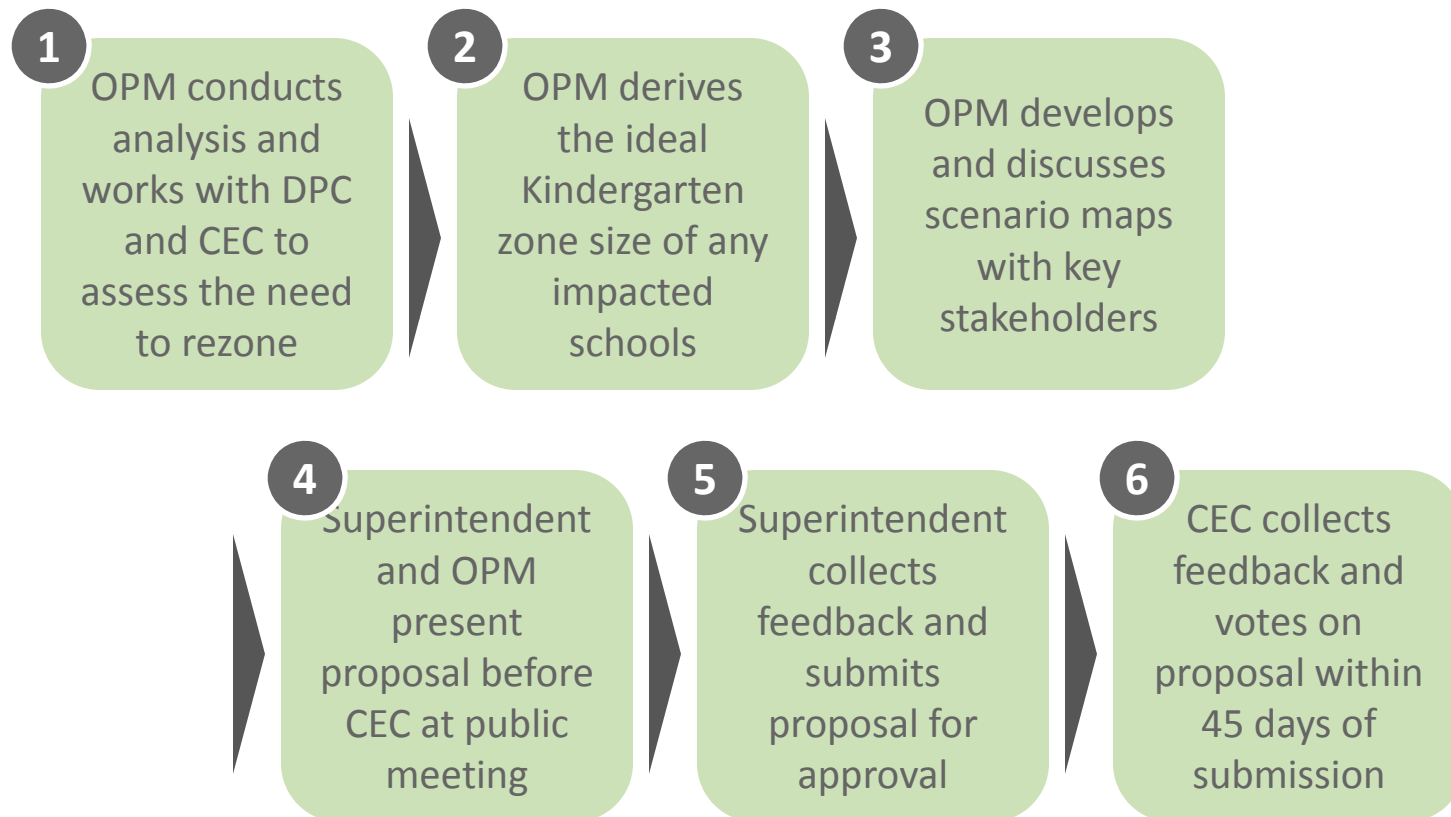 1
OPM conducts
analysis and
works with DPC
and CEC to
assess the need
to rezone
2
OPM derives
the ideal
Kindergarten
zone size of any
impacted
schools
3
OPM develops
and discusses
scenario maps
with key
stakeholders
4
Superintendent
and OPM
present
proposal before
CEC at public
meeting
5
Superintendent
collects
feedback and
submits
proposal for
approval
6
CEC collects
feedback and
votes on
proposal within
45 days of
submission